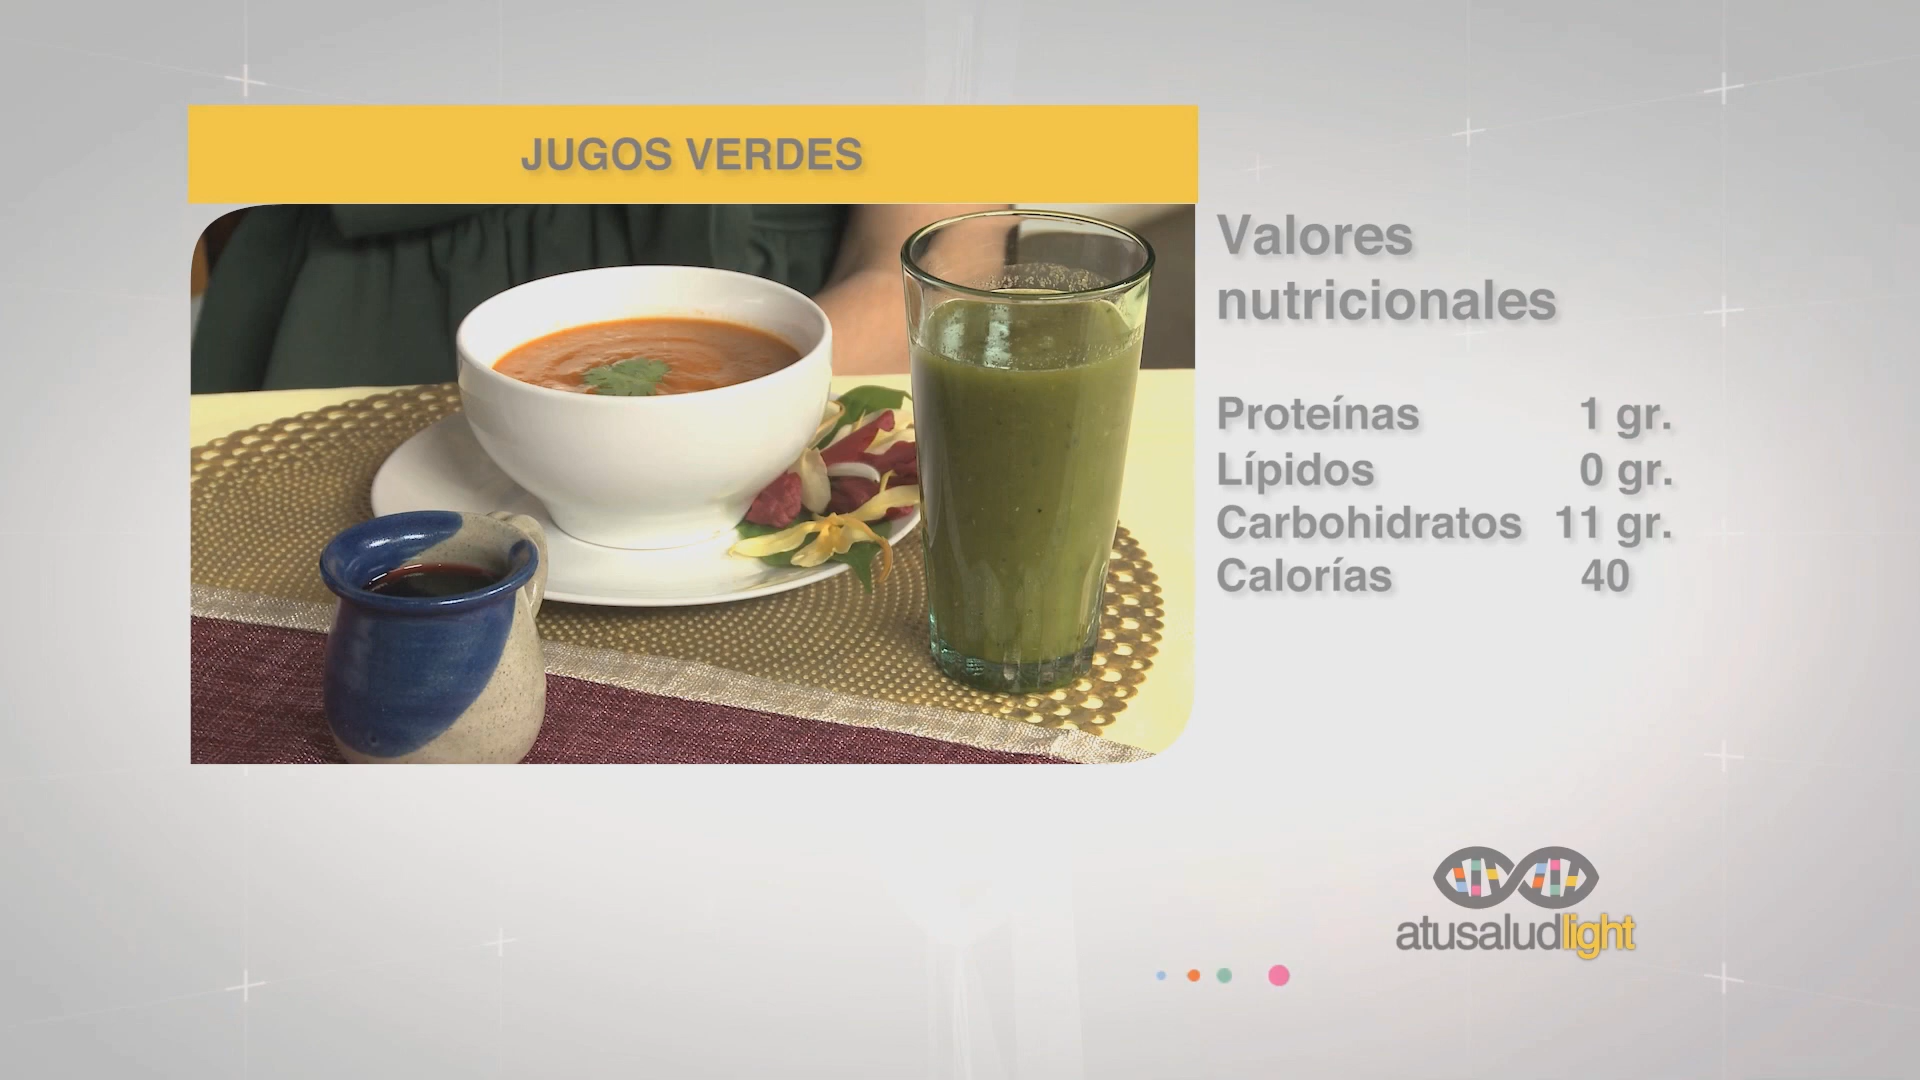 JUGOS VERDES
Valores
nutricionales
Proteínas 1 gr.
Lípidos 0 gr.
Carbohidratos 11 gr.
Calorías 40
atusaludlight